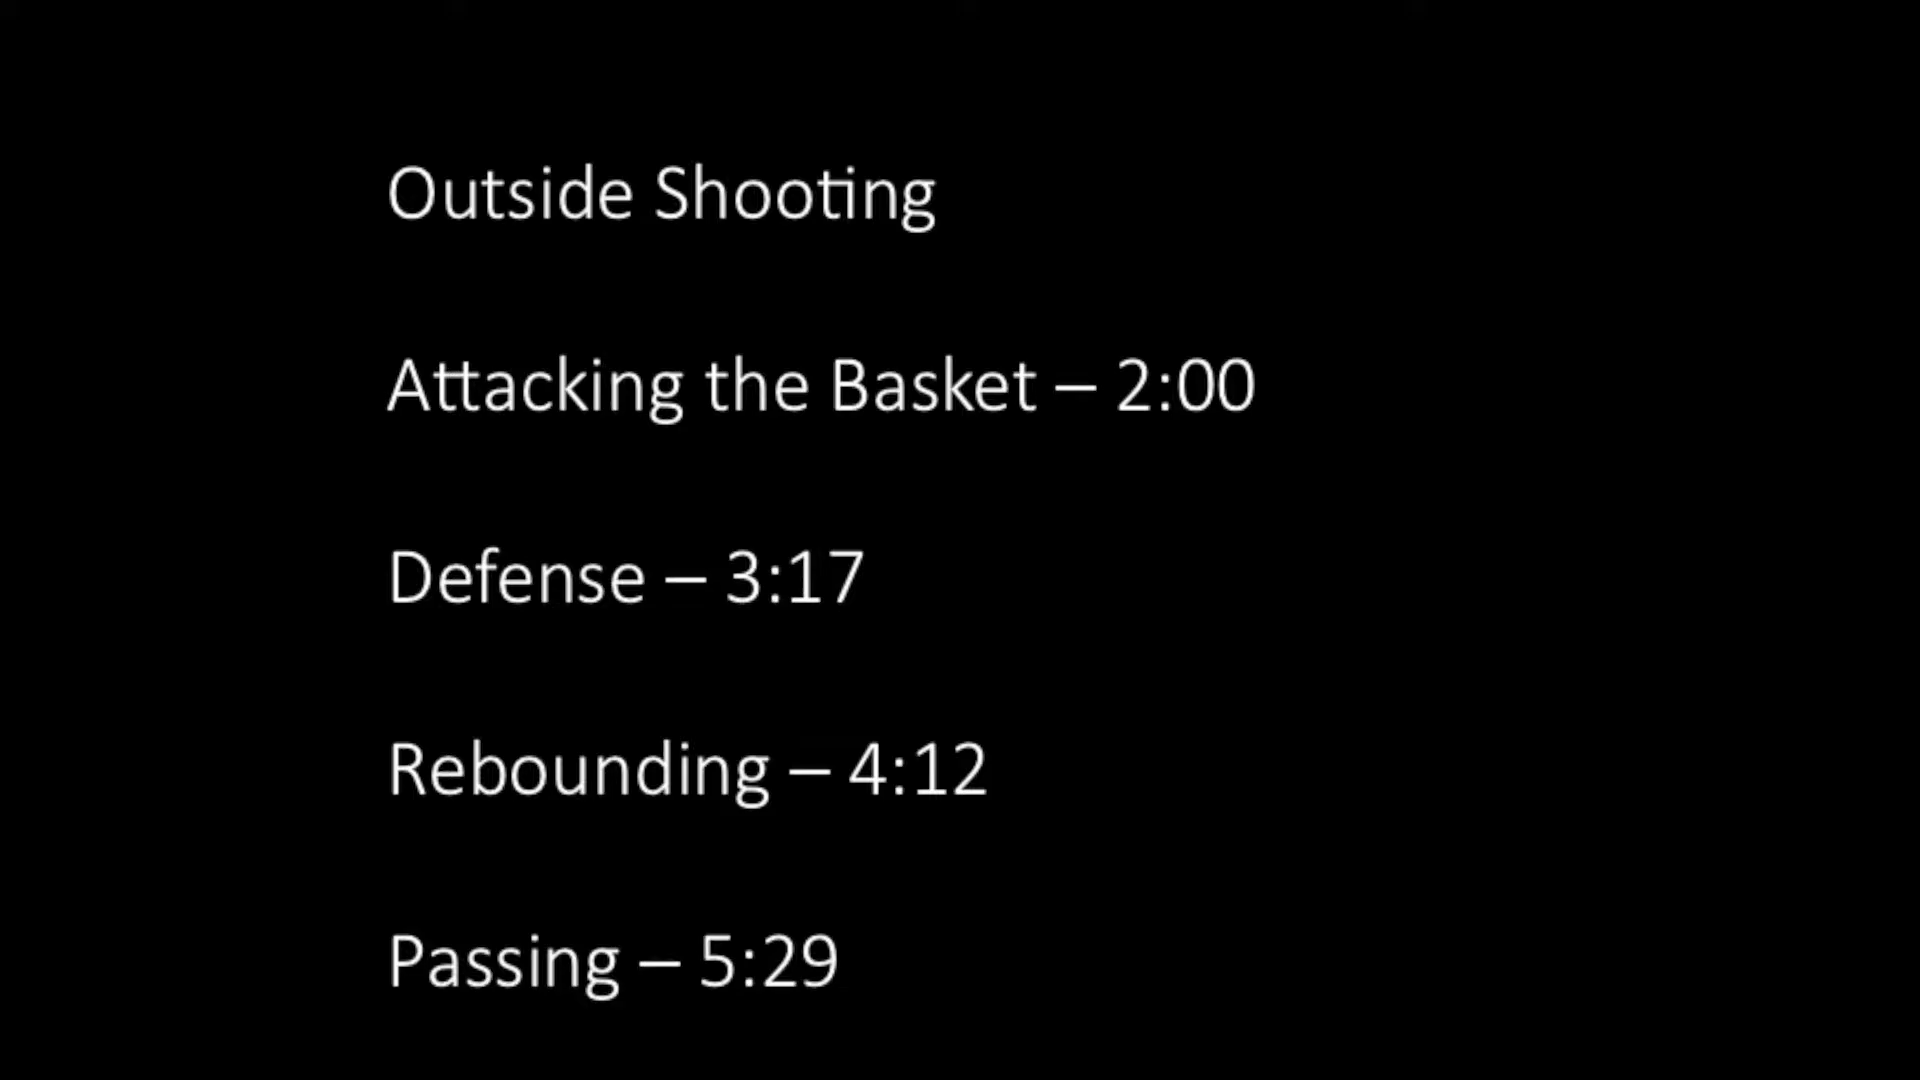 Outside Shooting
Attacking the Basket – 2:00
Defense – 3:17
Rebounding – 4:12
Passing – 5:29